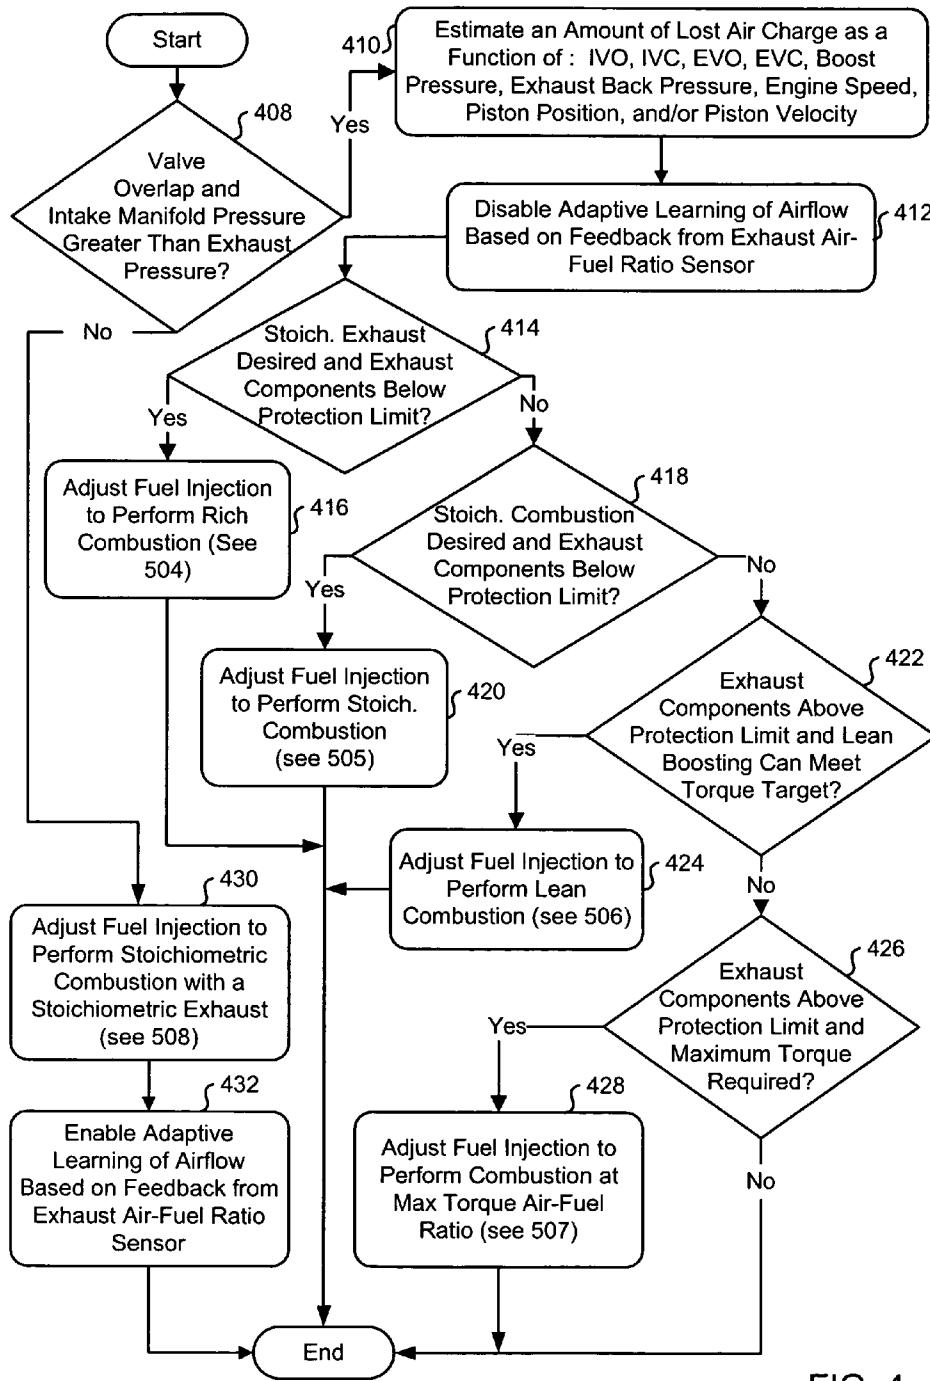 Start
408
Valve
Overlap and
Intake Manifold Pressure
Greater Than Exhaust
Pressure?
Yes
410
Estimate an Amount of Lost Air Charge as a
Function of : IVO, IVC, EVO, EVC, Boost
Pressure, Exhaust Back Pressure, Engine Speed,
Piston Position, and/or Piston Velocity
Disable Adaptive Learning of Airflow
Based on Feedback from Exhaust Air-
Fuel Ratio Sensor
412
No
Stoich. Exhaust
Desired and Exhaust
Components Below
Protection Limit?
414
Yes
No
Adjust Fuel Injection
to Perform Rich
Combustion (See
504)
416
Stoich. Combustion
Desired and Exhaust
Components Below
Protection Limit?
418
Yes
No
Adjust Fuel Injection
to Perform Stoich.
Combustion
(see 505)
420
Exhaust
Components Above
Protection Limit and Lean
Boosting Can Meet
Torque Target?
422
Yes
No
Adjust Fuel Injection to
Perform Lean
Combustion (see 506)
424
430
Adjust Fuel Injection to
Perform Stoichiometric
Combustion with a
Stoichiometric Exhaust
(see 508)
Exhaust
Components Above
Protection Limit and
Maximum Torque
Required?
426
Yes
No
432
Enable Adaptive
Learning of Airflow
Based on Feedback from
Exhaust Air-Fuel Ratio
Sensor
428
Adjust Fuel Injection to
Perform Combustion at
Max Torque Air-Fuel
Ratio (see 507)
End